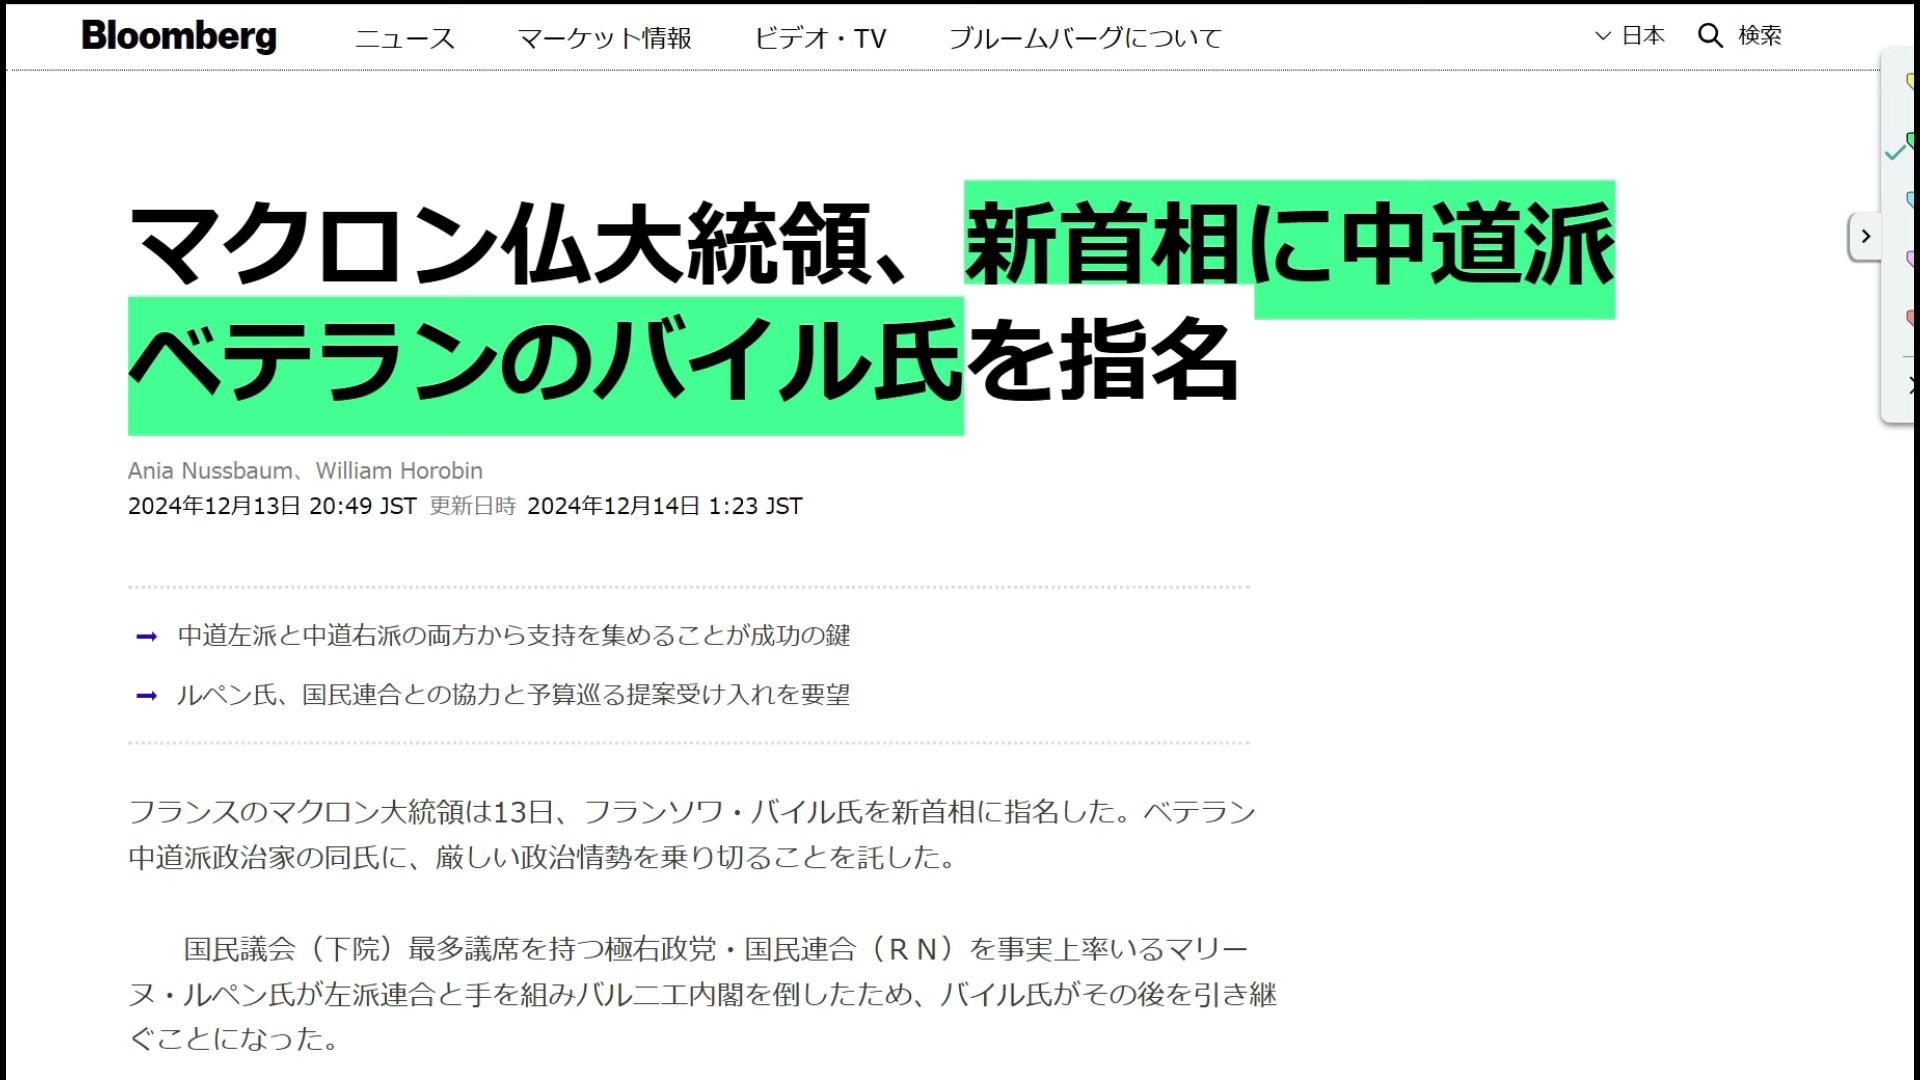 Bloomberg ニュース マーケット情報 ビデオ・TV ブルームバーグについて 日本 検索
マクロン仏大統領、新首相に中道派
ベテランのバイル氏を指名
Ania Nussbaum、William Horobin
2024年12月13日 20:49 JST 更新日時 2024年12月14日 1:23 JST
➞ 中道左派と中道右派の両方から支持を集めることが成功の鍵
➞ ルペン氏、国民連合との協力と予算巡る提案受け入れを要望
フランスのマクロン大統領は13日、フランソワ・バイル氏を新首相に指名した。ベテラン
中道派政治家の同氏に、厳しい政治情勢を乗り切ることを託した。
国民議会（下院）最多議席を持つ極右政党・国民連合（ＲＮ）を事実上率いるマリー
ヌ・ルペン氏が左派連合と手を組みバルニエ内閣を倒したため、バイル氏がその後を引き継
ぐことになった。